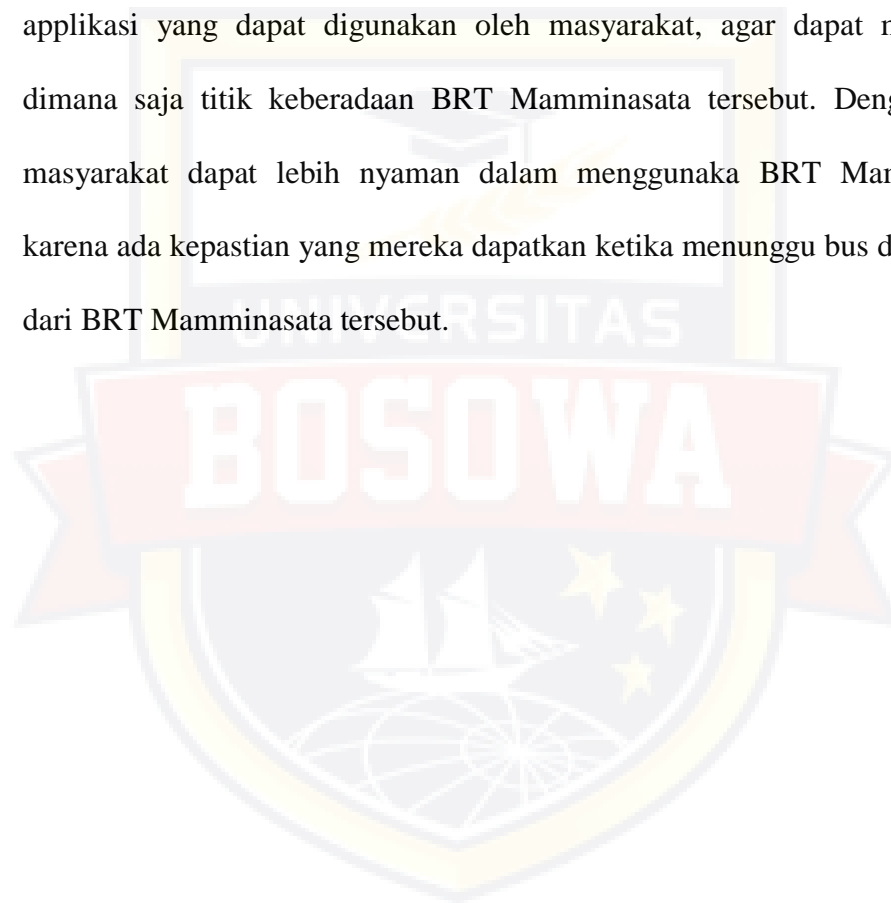 applikasi yang dapat digunakan oleh masyarakat, agar dapat
dimana saja titik keberadaan BRT Mamminasata tersebut.
masyarakat dapat lebih nyaman dalam menggunaka BRT
karena ada kepastian yang mereka dapatkan ketika menunggu bus
dari BRT Mamminasata tersebut.
UNIVERSITAS
BOSOWA